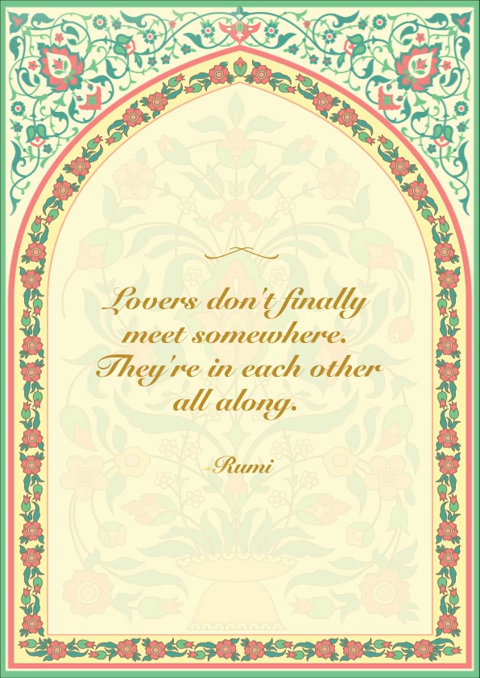 Lovers don't finally
meet somewhere.
They're in each other
all along.
-Rumi